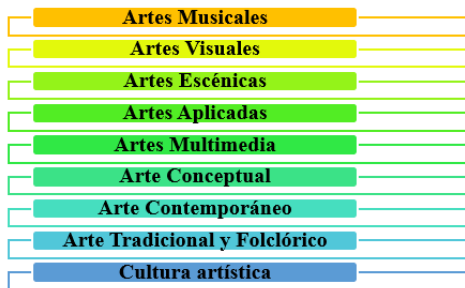 Artes Musicales
Artes Visuales
Artes Escénicas
Artes Aplicadas
Artes Multimedia
Arte Conceptual
Arte Contemporáneo
Arte Tradicional y Folclórico
Cultura artística